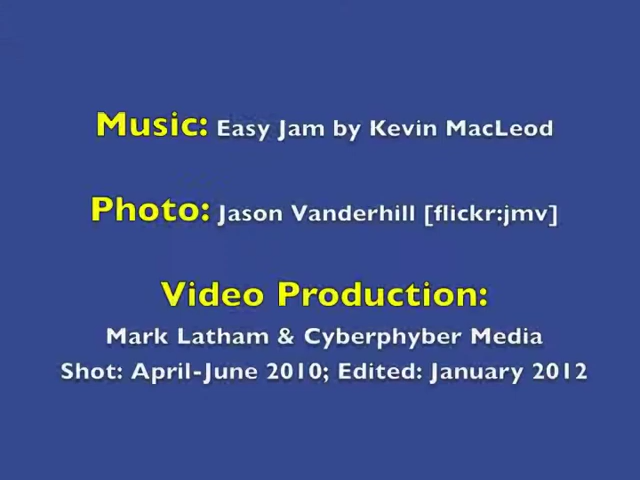 Music: Easy Jam by Kevin MacLeod
Photo: Jason Vanderhill [flickr:jmv]
Video Production:
Mark Latham & Cyberphyber Media
Shot: April-June 2010; Edited: January 2012